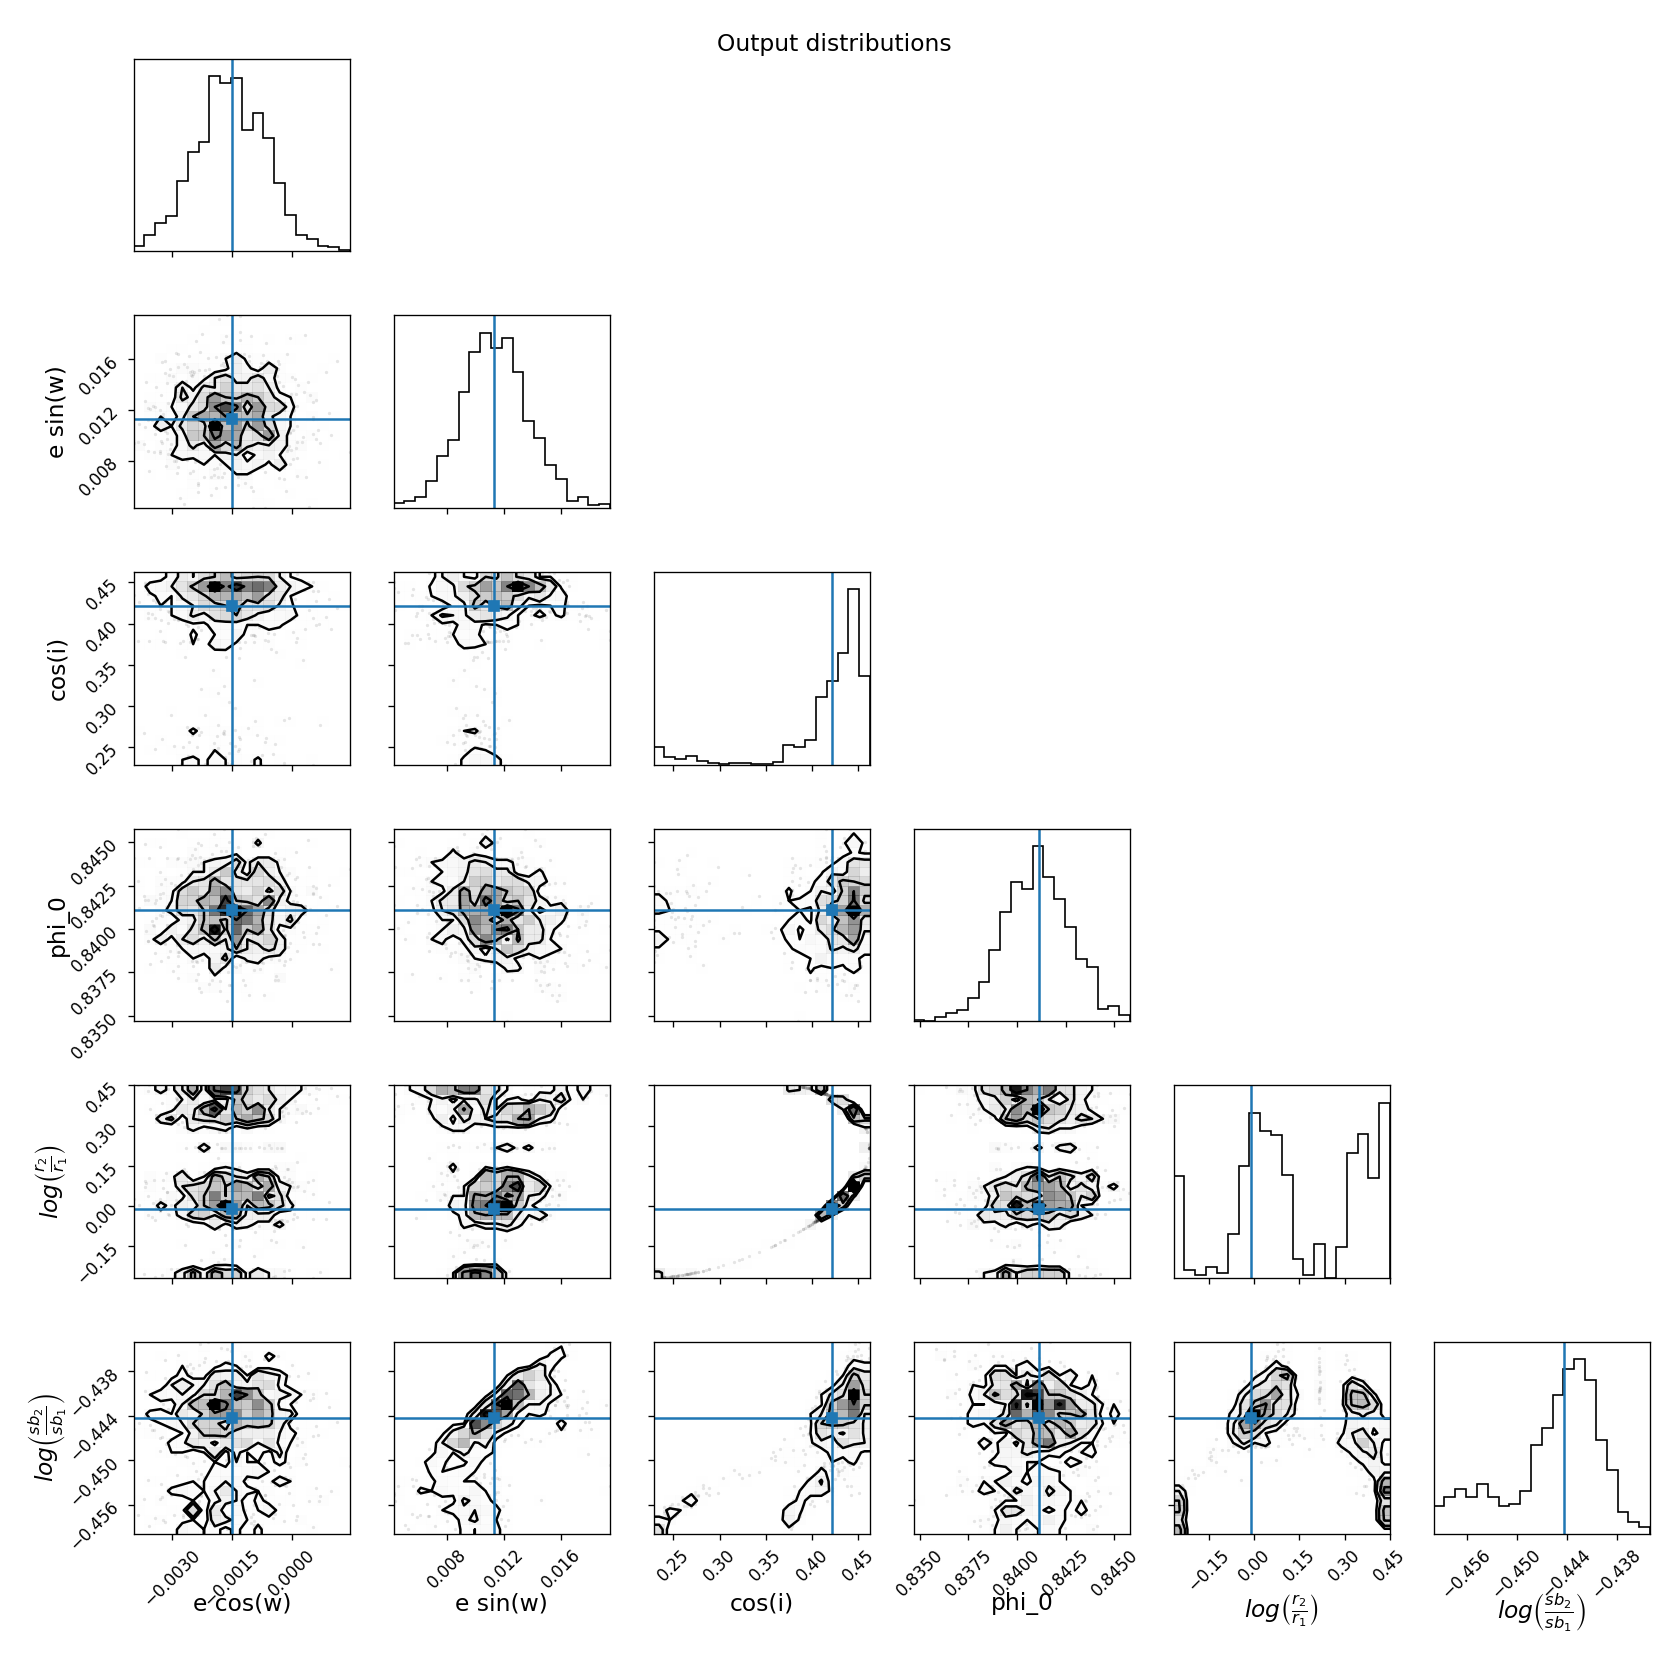 Output distributions
e sin(w)
0.016
0.012
0.008
cos(i)
0.45
0.40
0.35
0.30
0.25
phi_0
0.8450
0.8425
0.8400
0.8375
0.8350
log(r2/r1)
0.45
0.30
0.15
0.00
−0.15
log(sb2/sb1)
−0.438
−0.444
−0.450
−0.456
−0.0030 −0.0015 0.0000
e cos(w)
0.008 0.012 0.016
e sin(w)
0.25 0.30 0.35 0.40 0.45
cos(i)
0.8350 0.8375 0.8400 0.8425 0.8450
phi_0
−0.15 0.00 0.15 0.30 0.45
log(r2/r1)
−0.456 −0.450 −0.444 −0.438
log(sb2/sb1)